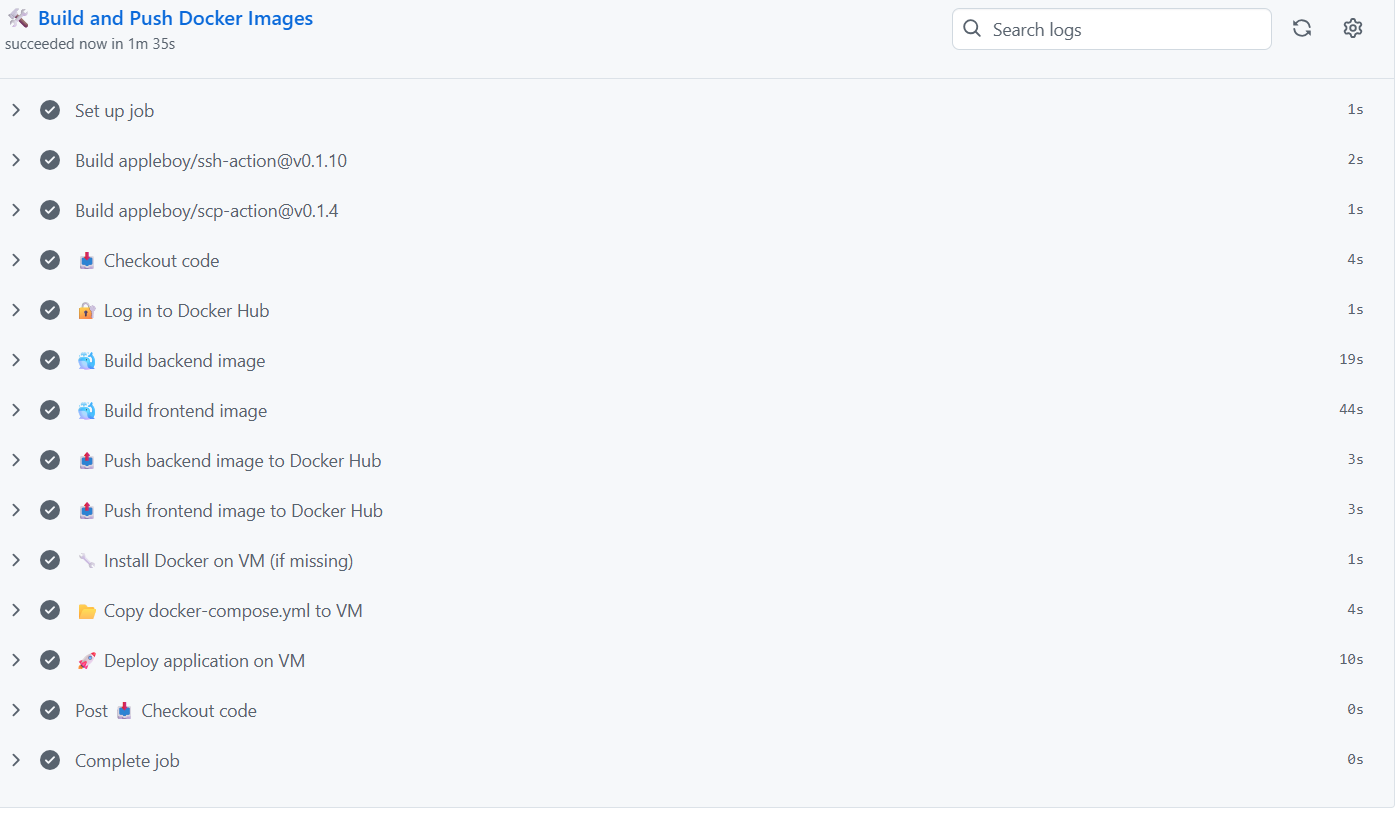 Build and Push Docker Images
succeeded now in 1m 35s
Search logs
Set up job 1s
Build appleboy/ssh-action@v0.1.10 2s
Build appleboy/scp-action@v0.1.4 1s
Checkout code 4s
Log in to Docker Hub 1s
Build backend image 19s
Build frontend image 44s
Push backend image to Docker Hub 3s
Push frontend image to Docker Hub 3s
Install Docker on VM (if missing) 1s
Copy docker-compose.yml to VM 4s
Deploy application on VM 10s
Post Checkout code 0s
Complete job 0s